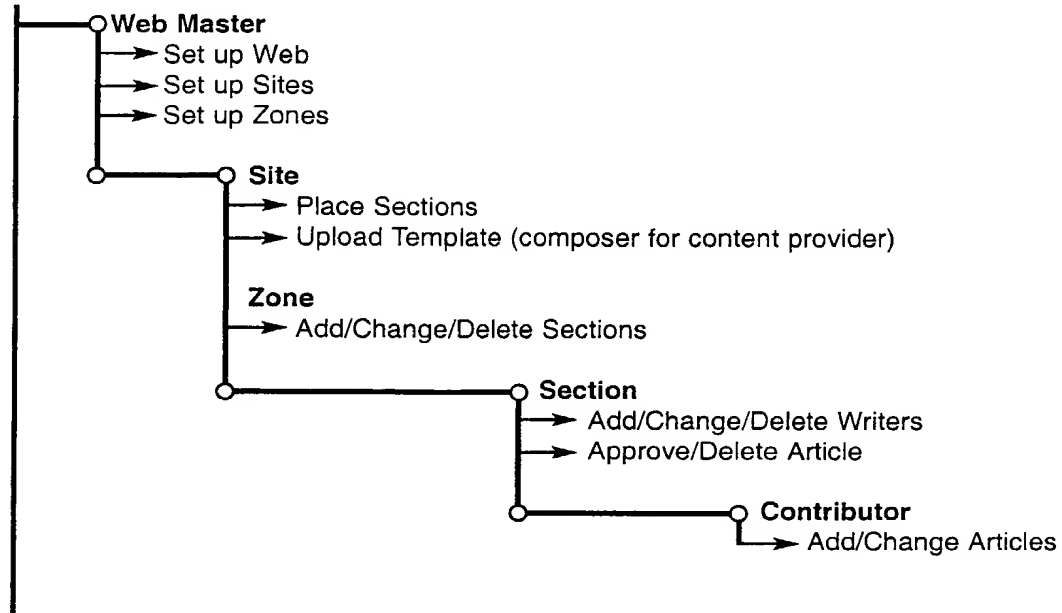 Web Master
Set up Web
Set up Sites
Set up Zones
Site
Place Sections
Upload Template (composer for content provider)
Zone
Add/Change/Delete Sections
Section
Add/Change/Delete Writers
Approve/Delete Article
Contributor
Add/Change Articles